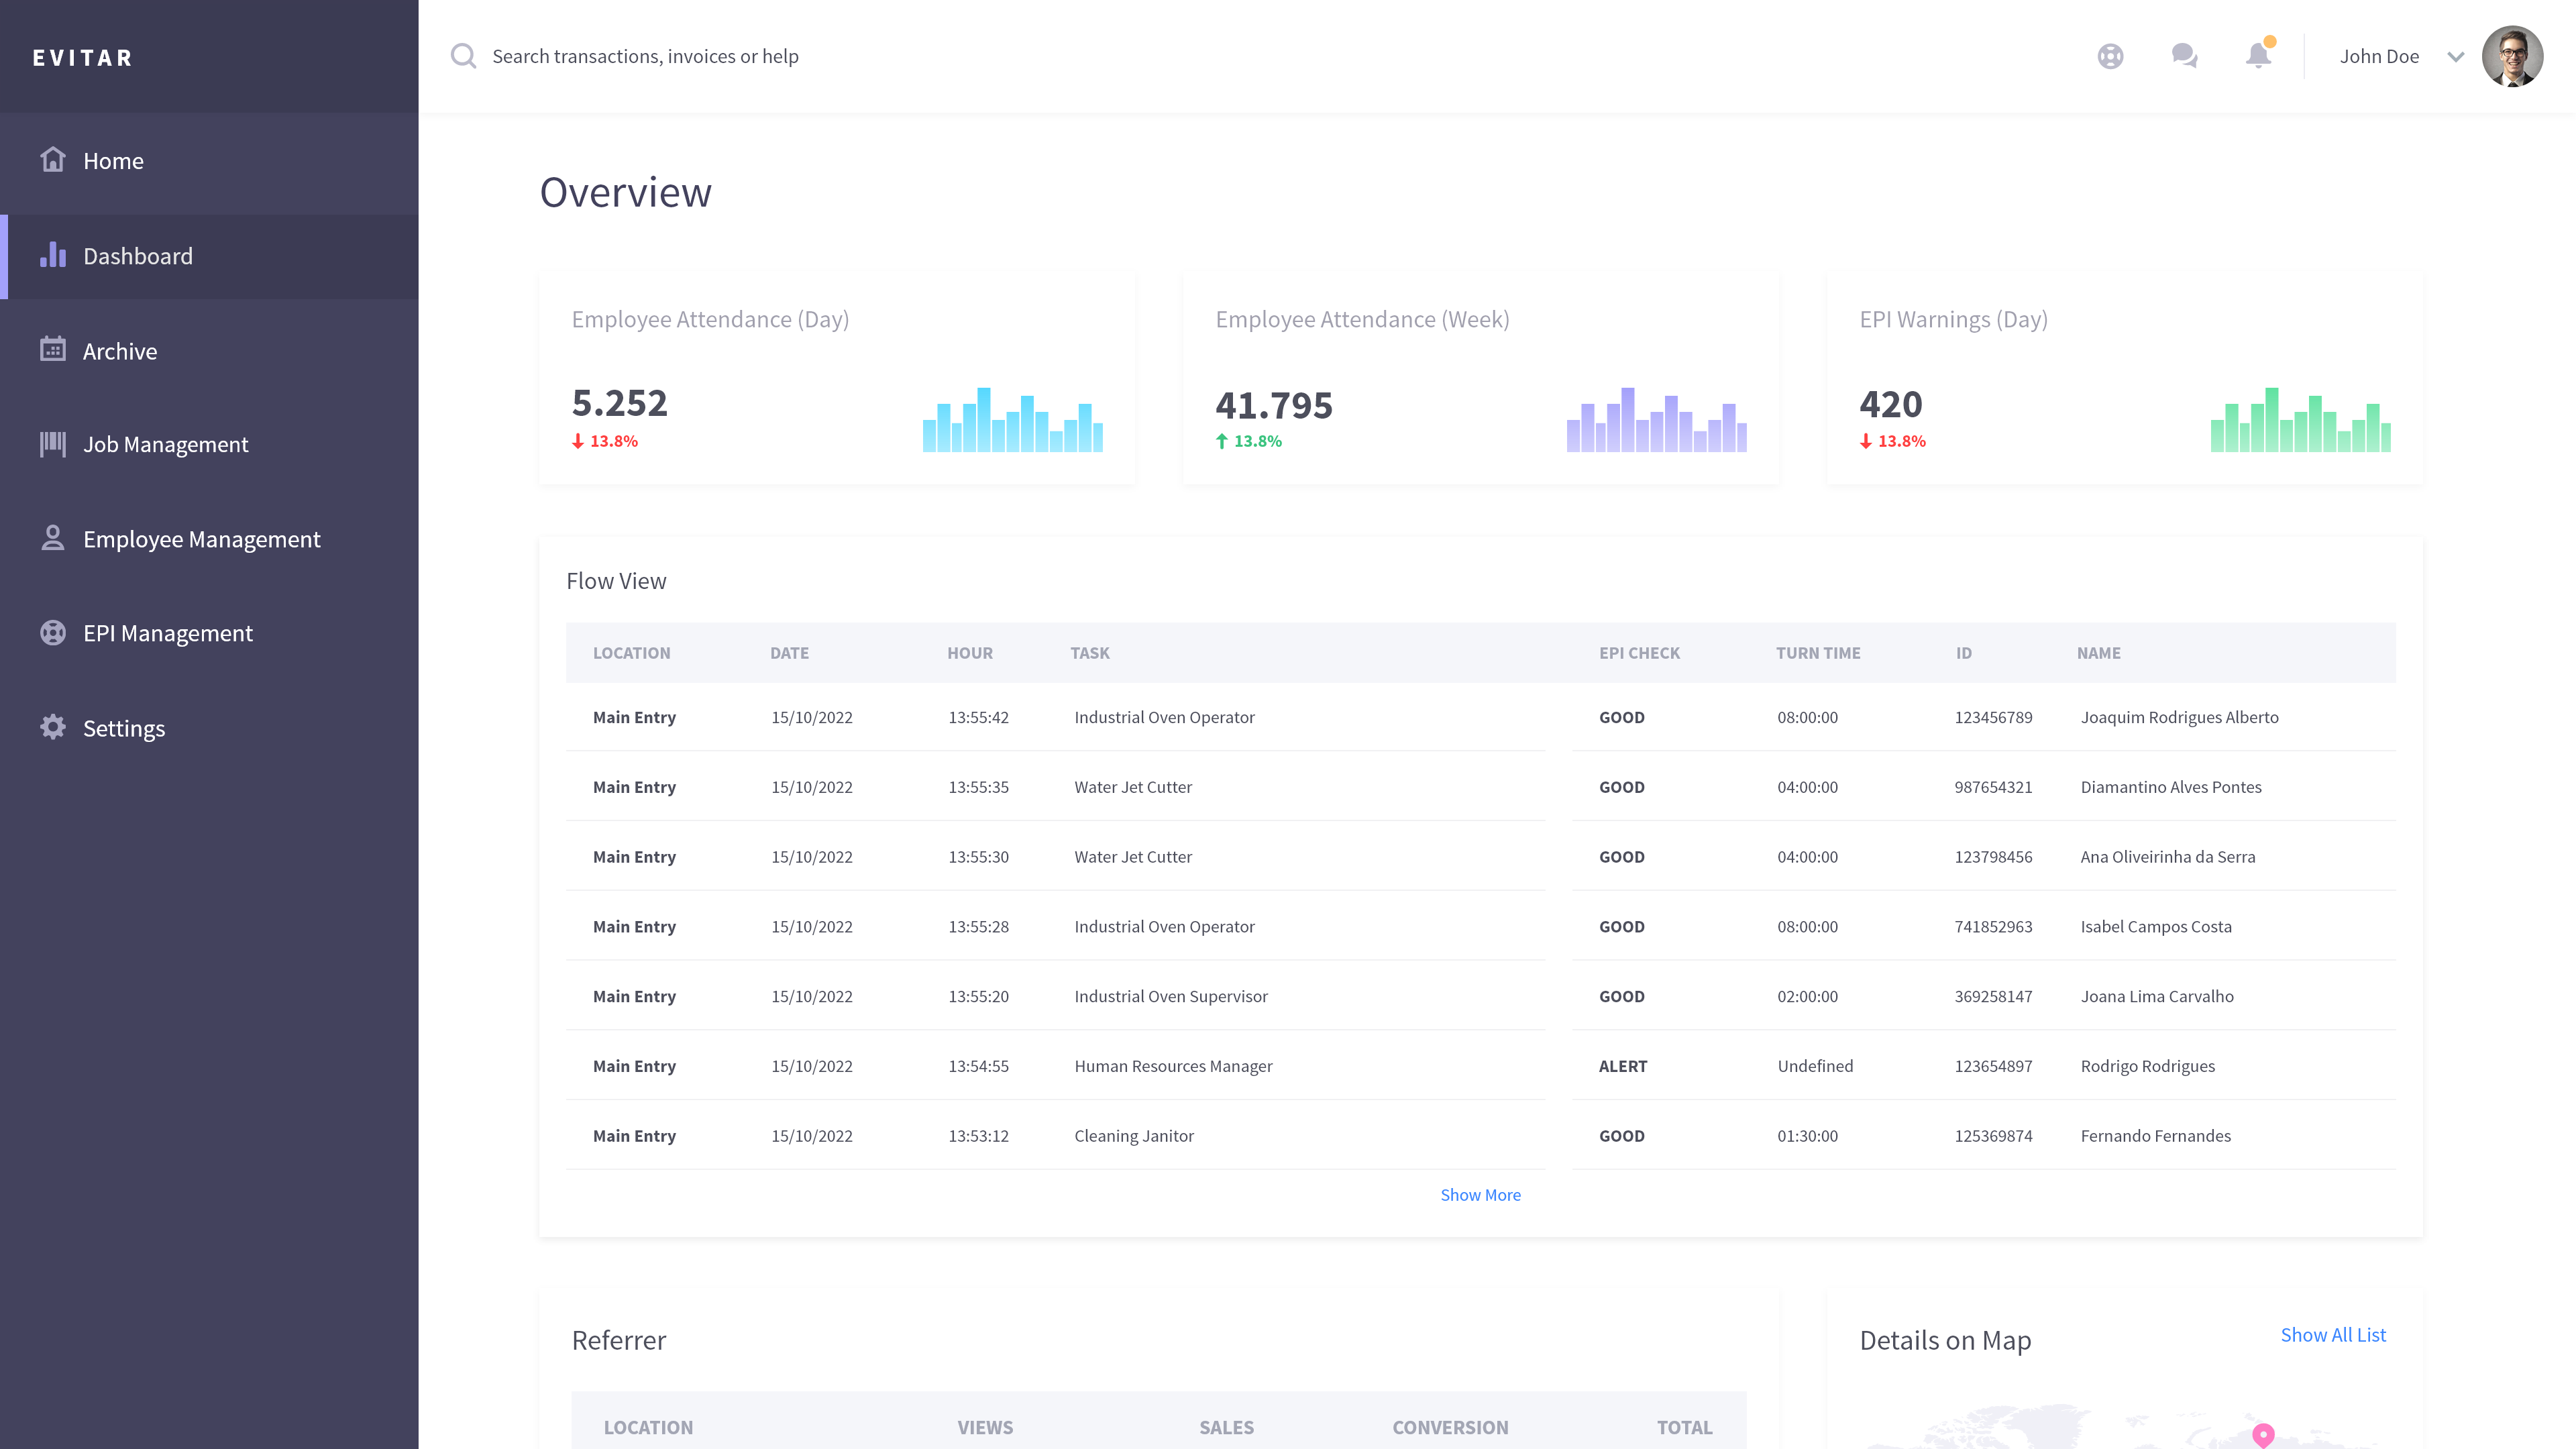 EVITAR
Search transactions, invoices or help
John Doe
Home
Dashboard
Archive
Job Management
Employee Management
EPI Management
Settings
Overview
Employee Attendance (Day)
5.252
13.8%
Employee Attendance (Week)
41.795
13.8%
EPI Warnings (Day)
420
13.8%
Flow View
LOCATION DATE HOUR TASK EPI CHECK TURN TIME ID NAME
Main Entry 15/10/2022 13:55:42 Industrial Oven Operator GOOD 08:00:00 123456789 Joaquim Rodrigues Alberto
Main Entry 15/10/2022 13:55:35 Water Jet Cutter GOOD 04:00:00 987654321 Diamantino Alves Pontes
Main Entry 15/10/2022 13:55:30 Water Jet Cutter GOOD 04:00:00 123798456 Ana Oliveirinha da Serra
Main Entry 15/10/2022 13:55:28 Industrial Oven Operator GOOD 08:00:00 741852963 Isabel Campos Costa
Main Entry 15/10/2022 13:55:20 Industrial Oven Supervisor GOOD 02:00:00 369258147 Joana Lima Carvalho
Main Entry 15/10/2022 13:54:55 Human Resources Manager ALERT Undefined 123654897 Rodrigo Rodrigues
Main Entry 15/10/2022 13:53:12 Cleaning Janitor GOOD 01:30:00 125369874 Fernando Fernandes
Show More
Referrer
LOCATION VIEWS SALES CONVERSION TOTAL
Details on Map
Show All List